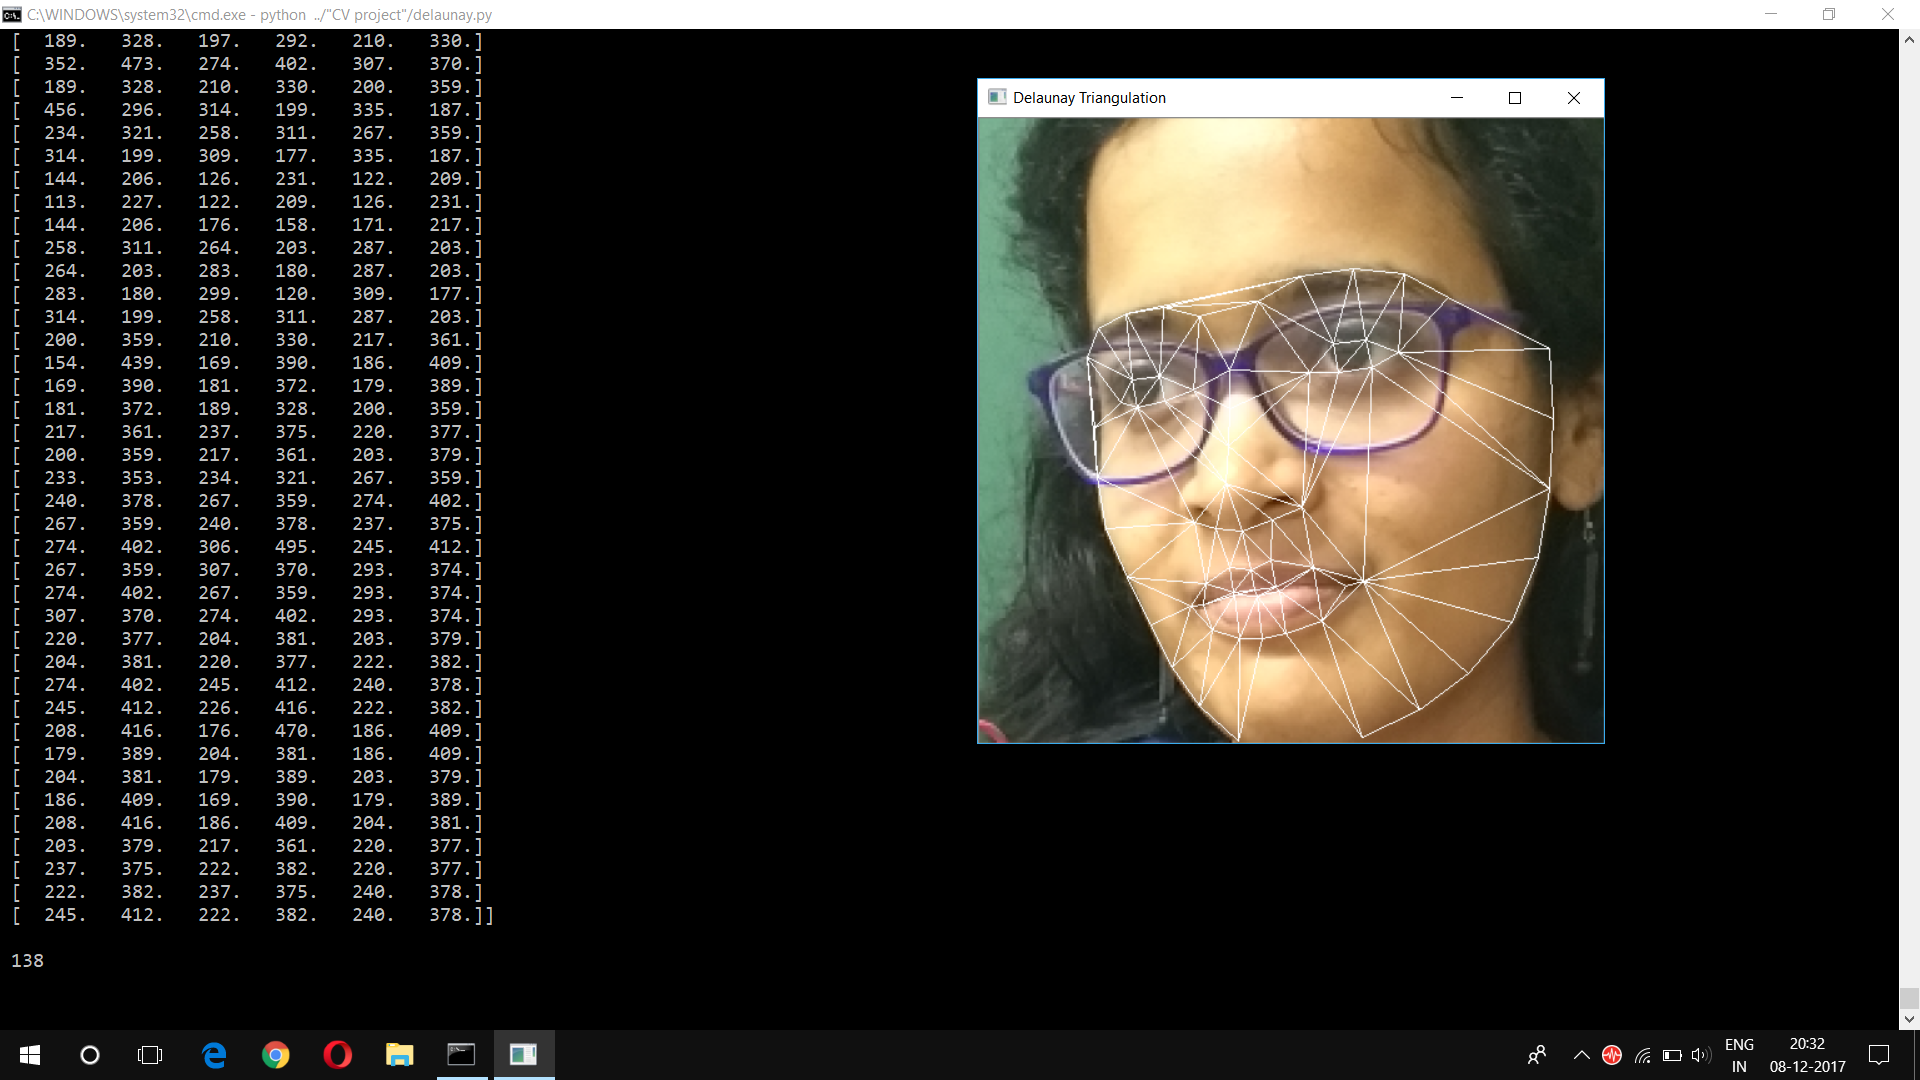 C:\WINDOWS\system32\cmd.exe - python  ../"CV project"/delaunay.py
[  189.   328.   197.   292.   210.   330.]
[  352.   473.   274.   402.   307.   370.]
[  189.   328.   210.   330.   200.   359.]
[  456.   296.   314.   199.   335.   187.]
[  234.   321.   258.   311.   267.   359.]
[  314.   199.   309.   177.   335.   187.]
[  144.   206.   126.   231.   122.   209.]
[  113.   227.   122.   209.   126.   231.]
[  144.   206.   176.   158.   171.   217.]
[  258.   311.   264.   203.   287.   203.]
[  264.   203.   283.   180.   287.   203.]
[  283.   180.   299.   120.   309.   177.]
[  314.   199.   258.   311.   287.   203.]
[  200.   359.   210.   330.   217.   361.]
[  154.   439.   169.   390.   186.   409.]
[  169.   390.   181.   372.   179.   389.]
[  181.   372.   189.   328.   200.   359.]
[  217.   361.   237.   375.   220.   377.]
[  200.   359.   217.   361.   203.   379.]
[  233.   353.   234.   321.   267.   359.]
[  240.   378.   267.   359.   274.   402.]
[  267.   359.   240.   378.   237.   375.]
[  274.   402.   306.   495.   245.   412.]
[  267.   359.   307.   370.   293.   374.]
[  274.   402.   267.   359.   293.   374.]
[  307.   370.   274.   402.   293.   374.]
[  220.   377.   204.   381.   203.   379.]
[  204.   381.   220.   377.   222.   382.]
[  274.   402.   245.   412.   240.   378.]
[  245.   412.   226.   416.   222.   382.]
[  208.   416.   176.   470.   186.   409.]
[  179.   389.   204.   381.   186.   409.]
[  204.   381.   179.   389.   203.   379.]
[  186.   409.   169.   390.   179.   389.]
[  208.   416.   186.   409.   204.   381.]
[  203.   379.   217.   361.   220.   377.]
[  237.   375.   222.   382.   220.   377.]
[  222.   382.   237.   375.   240.   378.]
[  245.   412.   222.   382.   240.   378.]]
138
Delaunay Triangulation
ENG
IN
20:32
08-12-2017